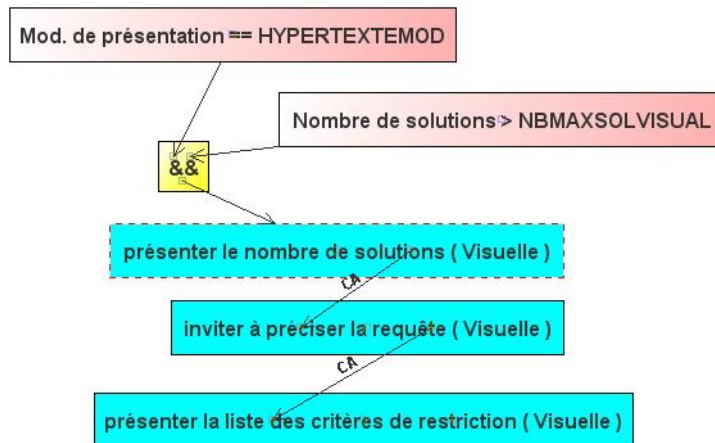 Mod. de présentation == HYPERTEXTEMOD
Nombre de solutions > NBMAXSOLVISUAL
&&
présenter le nombre de solutions ( Visuelle )
CA
inviter à préciser la requête ( Visuelle )
CA
présenter la liste des critères de restriction ( Visuelle )